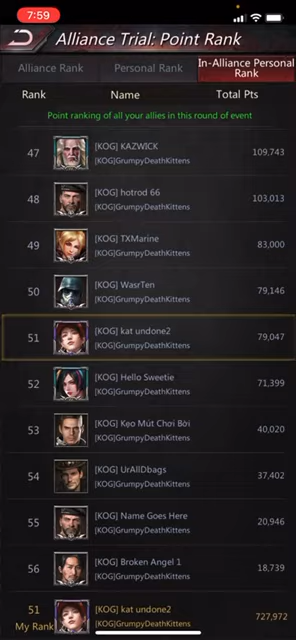 7:59
Alliance Trial: Point Rank
Alliance Rank
Personal Rank
In-Alliance Personal
Rank
Rank Name Total Pts
Point ranking of all your allies in this round of event
47 [KOG] KAZWICK 109,743
[KOG]GrumpyDeathKittens
48 [KOG] hotrod 66 103,013
[KOG]GrumpyDeathKittens
49 [KOG] TXMarine 83,000
[KOG]GrumpyDeathKittens
50 [KOG] WasrTen 79,146
[KOG]GrumpyDeathKittens
51 [KOG] kat undone2 79,047
[KOG]GrumpyDeathKittens
52 [KOG] Hello Sweetie 71,399
[KOG]GrumpyDeathKittens
53 [KOG] Kẹo Mút Chơi Bòi 40,020
[KOG]GrumpyDeathKittens
54 [KOG] UrAllDbags 37,402
[KOG]GrumpyDeathKittens
55 [KOG] Name Goes Here 20,946
[KOG]GrumpyDeathKittens
56 [KOG] Broken Angel 1 18,739
[KOG]GrumpyDeathKittens
51 [KOG] kat undone2 727,972
My Rank [KOG]GrumpyDeathKittens